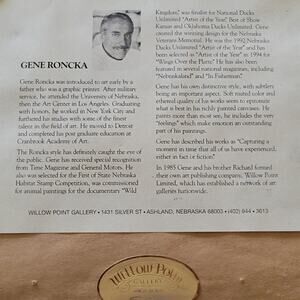 GENE RONCKA
Gene Roncka was introduced to art early by a
father who was a graphic pioneer. After military
service, he attended the University of Nebraska,
then the Art Center in Los Angeles. Graduating
with honors, he worked in New York City and
furthered his studies with some of the finest
talent in the field of art. He moved to Detroit
and completed his post graduate education at
Cranbrook Academy of Art.
The Roncka style has definitely caught the eye of
the public. Gene has received special recognition
from Time Magazine and General Motors. He
also was selected for the First of State Nebraska
Habitat Stamp Competition, was commissioned
for animal paintings for the documentary "Wild
Kingdom," was finalist for National Ducks
Unlimited "Artist of the Year," Best of Show
Kansas and Oklahoma Ducks Unlimited. Gene
created the winning design for the Nebraska
Veterans Memorial. He was the 1992 Nebraska
Ducks Unlimited "Artist of the Year" and has
been selected as "Artist of the Year" in 1994 for
"Wings Over the Platte." He has also been
featured in several national magazines, including
"Nebraskaland" and "In Fisherman".
Gene has his own distinctive style, with subtlety
being an important aspect. Soft muted color and
ethereal quality of his works seem to epitomize
what is best in his richly painted canvases. He
paints more than most see, he includes the very
"feelings" which make emotion an outstanding
part of his paintings.
Gene has described his works as "Capturing a
moment in time that all of us have experienced,
either in fact or fiction."
In 1985 Gene and his brother Richard formed
their own art publishing company, Willow Point
Limited, which has established a network of art
galleries nationwide.
WILLOW POINT GALLERY • 1431 SILVER ST • ASHLAND, NEBRASKA 68003 • (402) 944 • 3613
Willow Point
GALLERY